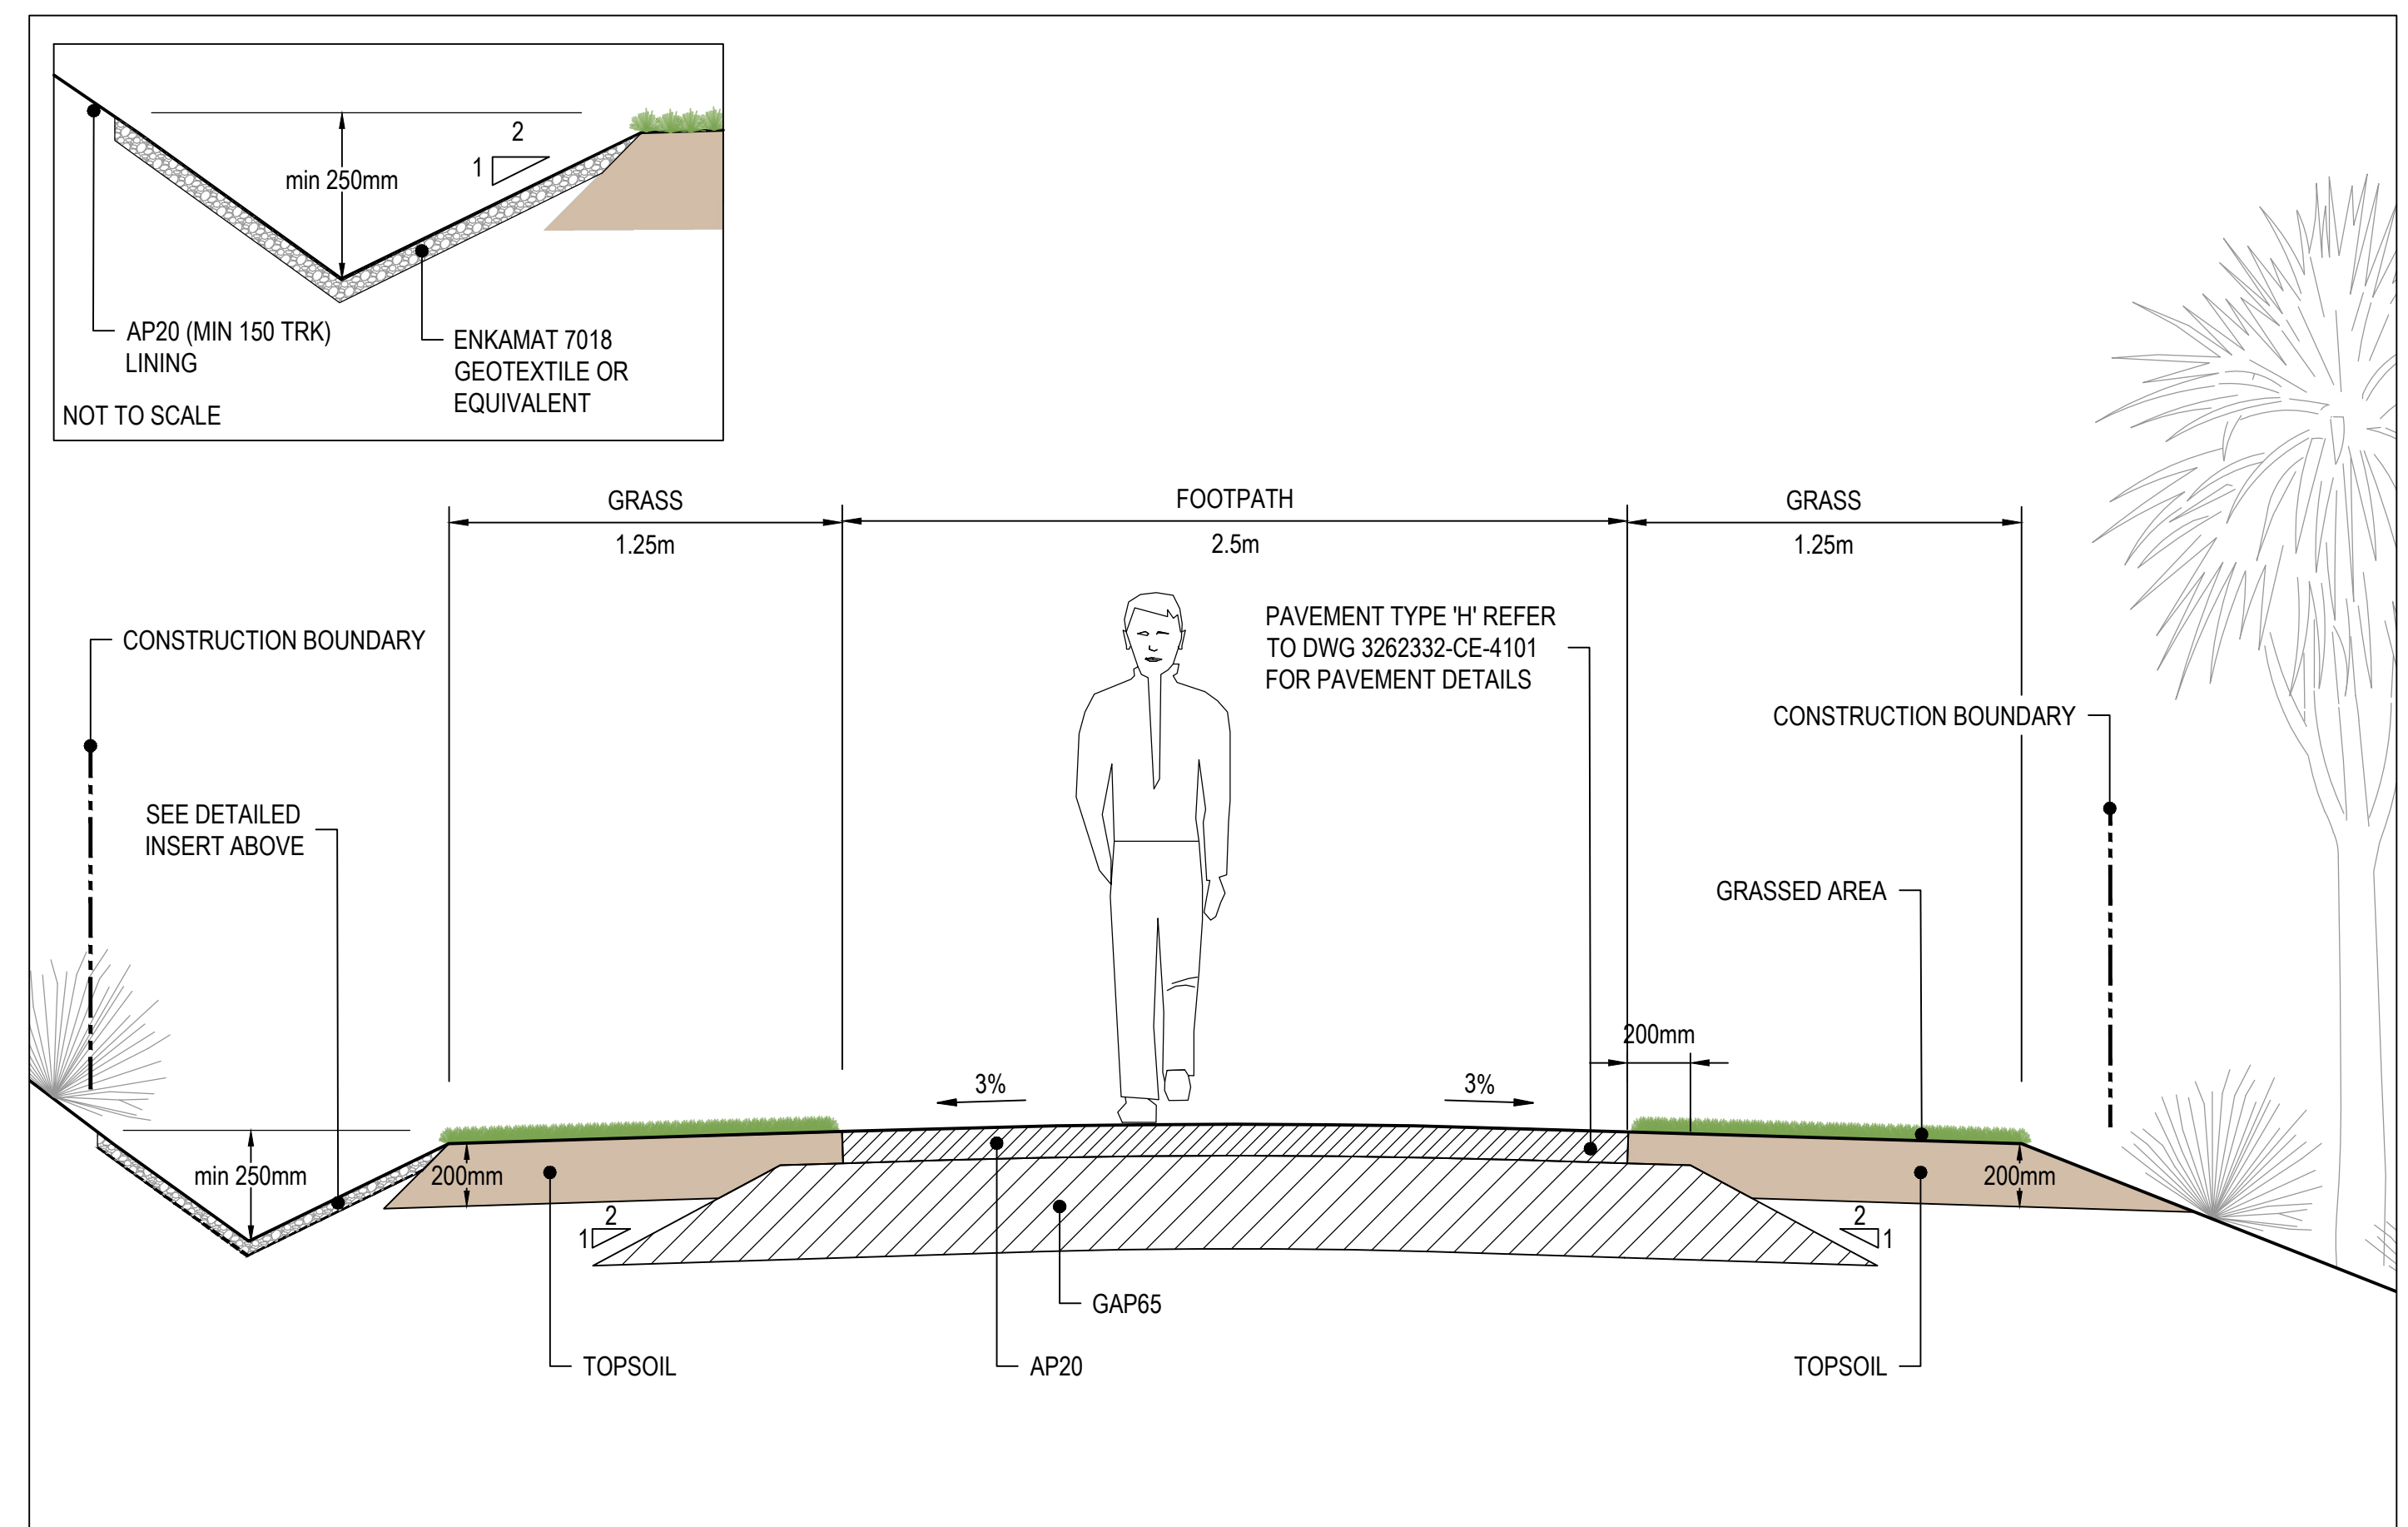 2
1
min 250mm
AP20 (MIN 150 TRK)
LINING
ENKAMAT 7018
GEOTEXTILE OR
EQUIVALENT
NOT TO SCALE
GRASS
1.25m
FOOTPATH
2.5m
GRASS
1.25m
CONSTRUCTION BOUNDARY
PAVEMENT TYPE 'H' REFER
TO DWG 3262332-CE-4101
FOR PAVEMENT DETAILS
CONSTRUCTION BOUNDARY
SEE DETAILED
INSERT ABOVE
GRASSED AREA
200mm
3%
3%
min 250mm
200mm
200mm
2
1
2
1
GAP65
TOPSOIL
AP20
TOPSOIL